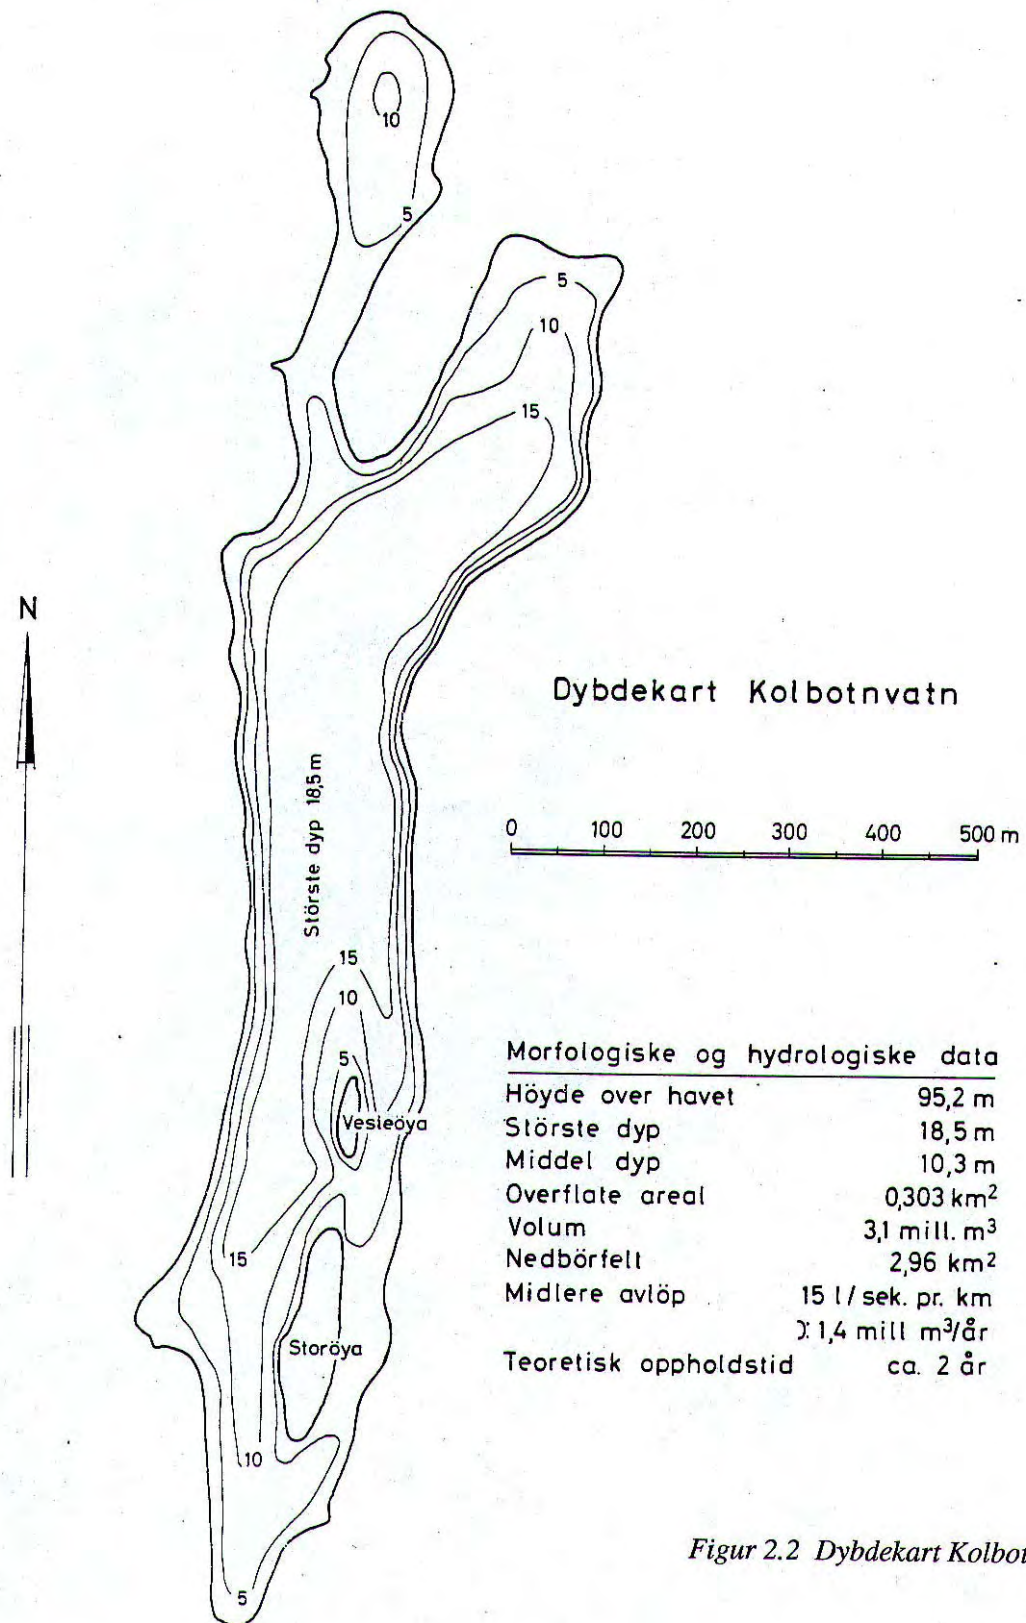 10
5
5
10
15
N
Dybdekart Kolbotnvatn
Störste dyp 18,5 m
0 100 200 300 400 500 m
15
10
5
Vesleöya
15
Storöya
10
5
Morfologiske og hydrologiske data
Höyde over havet 95,2 m
Störste dyp 18,5 m
Middel dyp 10,3 m
Overflate areal 0,303 km²
Volum 3,1 mill. m³
Nedbörfelt 2,96 km²
Midlere avlöp 15 l/sek. pr. km
ɔ: 1,4 mill m³/år
Teoretisk oppholdstid ca. 2 år
Figur 2.2 Dybdekart Kolbot